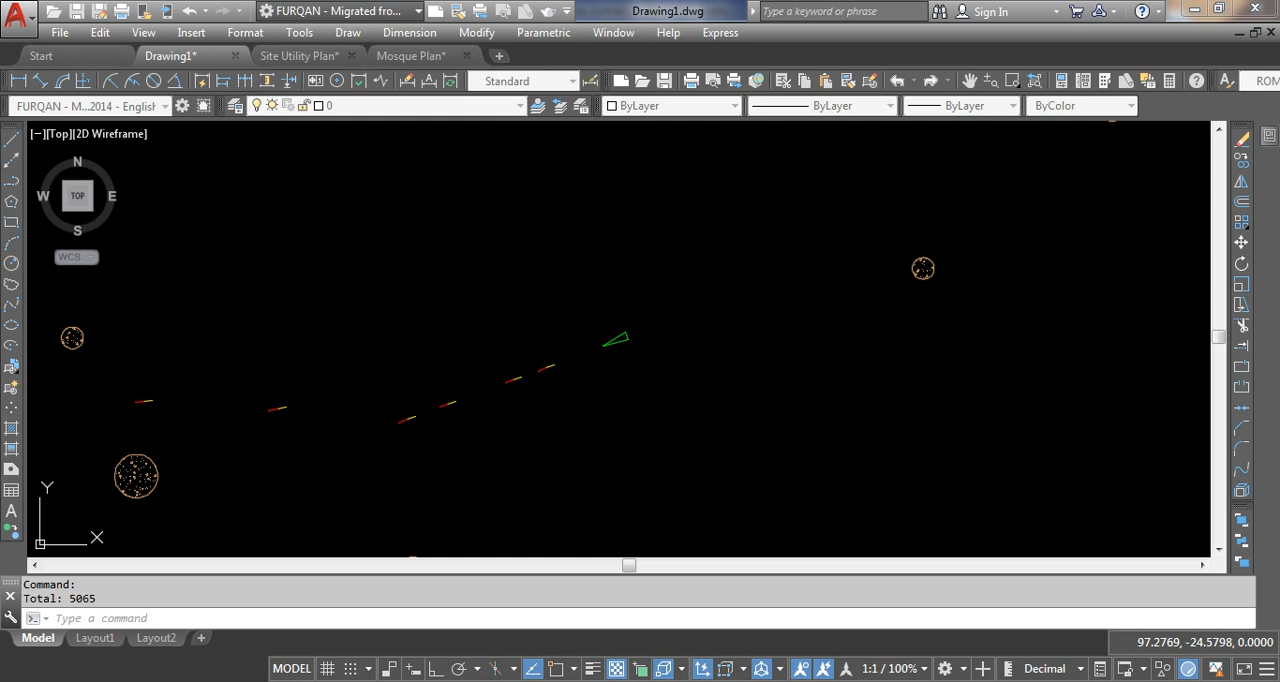 FURQAN - Migrated fro...
Drawing1.dwg
Type a keyword or phrase
Sign In
File Edit View Insert Format Tools Draw Dimension Modify Parametric Window Help Express
Start Drawing1* Site Utility Plan* Mosque Plan*
Standard
ROM
FURQAN - M...2014 - English
0
ByLayer ByLayer ByLayer ByColor
[−][Top][2D Wireframe]
N
W TOP E
S
WCS
Y
X
Command:
Total: 5065
Type a command
Model Layout1 Layout2
97.2769, -24.5798, 0.0000
MODEL 1:1 / 100% Decimal